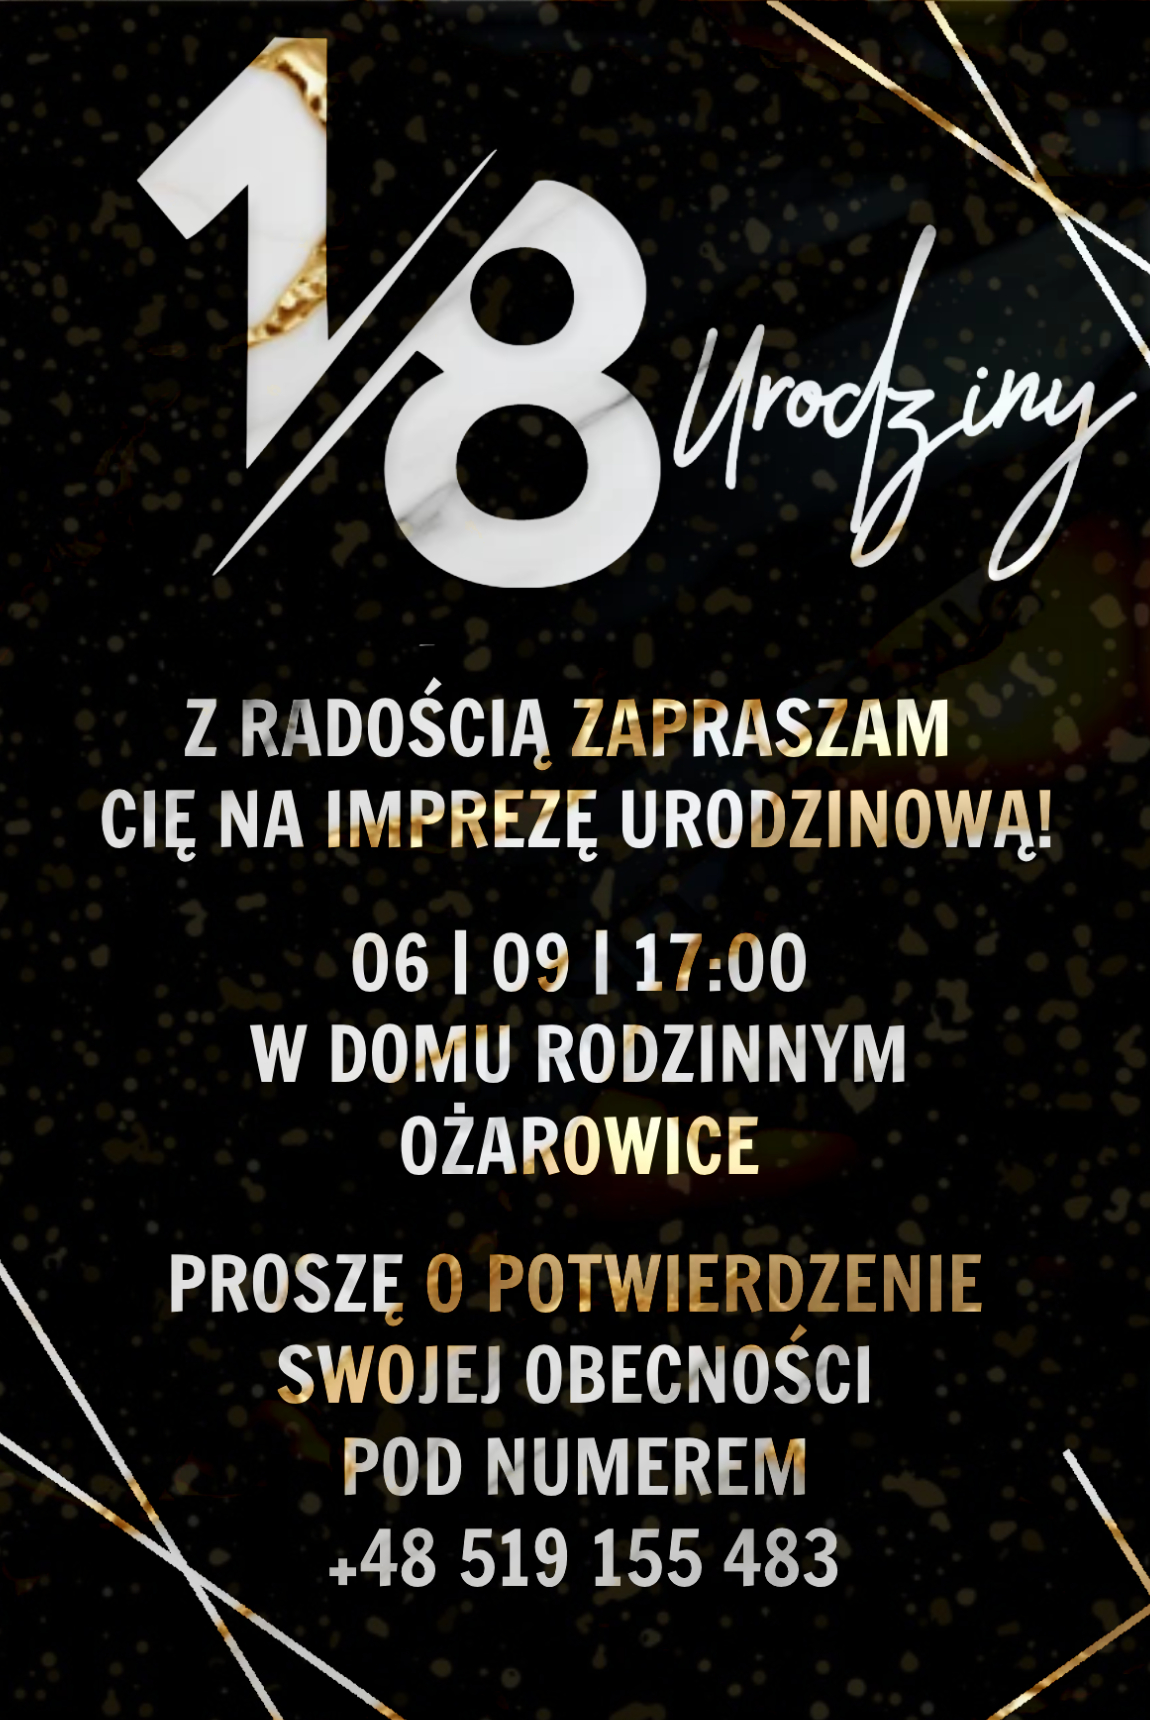 18 Urodziny
Z RADOŚCIĄ ZAPRASZAM
CIĘ NA IMPREZĘ URODZINOWĄ!
06 | 09 | 17:00
W DOMU RODZINNYM
OŻAROWICE
PROSZĘ O POTWIERDZENIE
SWOJEJ OBECNOŚCI
POD NUMEREM
+48 519 155 483